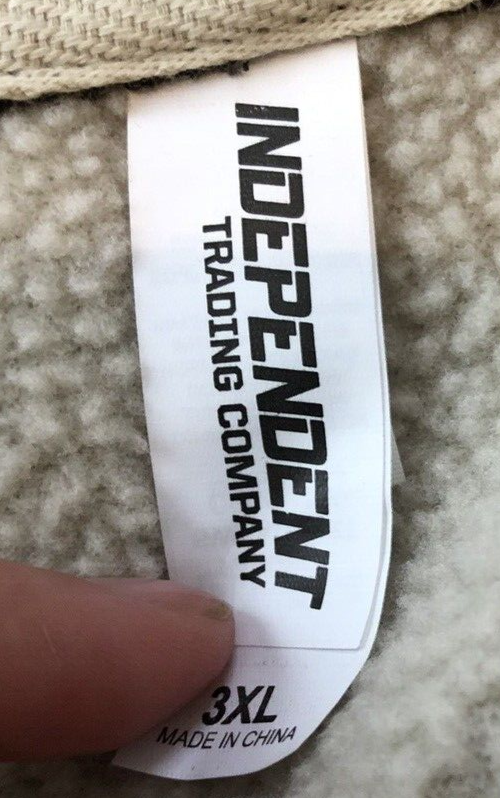 INDEPENDENT
TRADING COMPANY
3XL
MADE IN CHINA